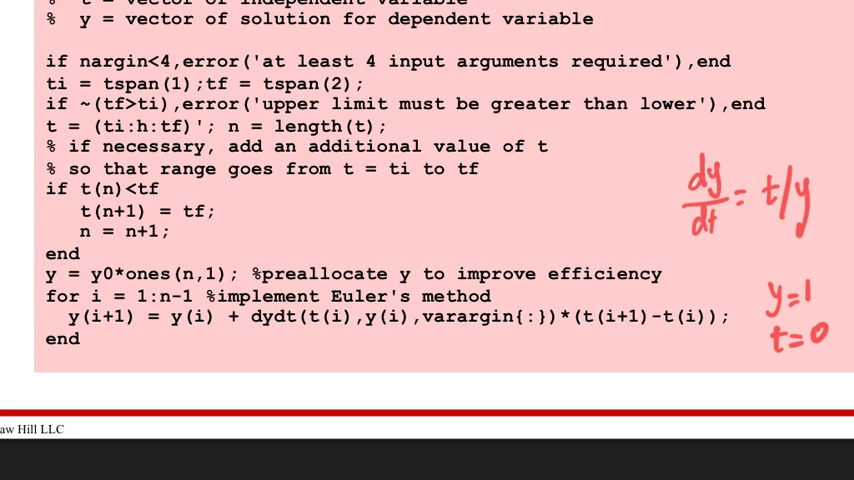 % t = vector of independent variable
% y = vector of solution for dependent variable
if nargin<4,error('at least 4 input arguments required'),end
ti = tspan(1);tf = tspan(2);
if ~(tf>ti),error('upper limit must be greater than lower'),end
t = (ti:h:tf)'; n = length(t);
% if necessary, add an additional value of t
% so that range goes from t = ti to tf
if t(n)<tf
t(n+1) = tf;
n = n+1;
end
y = y0*ones(n,1); %preallocate y to improve efficiency
for i = 1:n-1 %implement Euler's method
y(i+1) = y(i) + dydt(t(i),y(i),varargin{:})*(t(i+1)-t(i));
end
dy/dt = t/y
y=1
t=0
aw Hill LLC